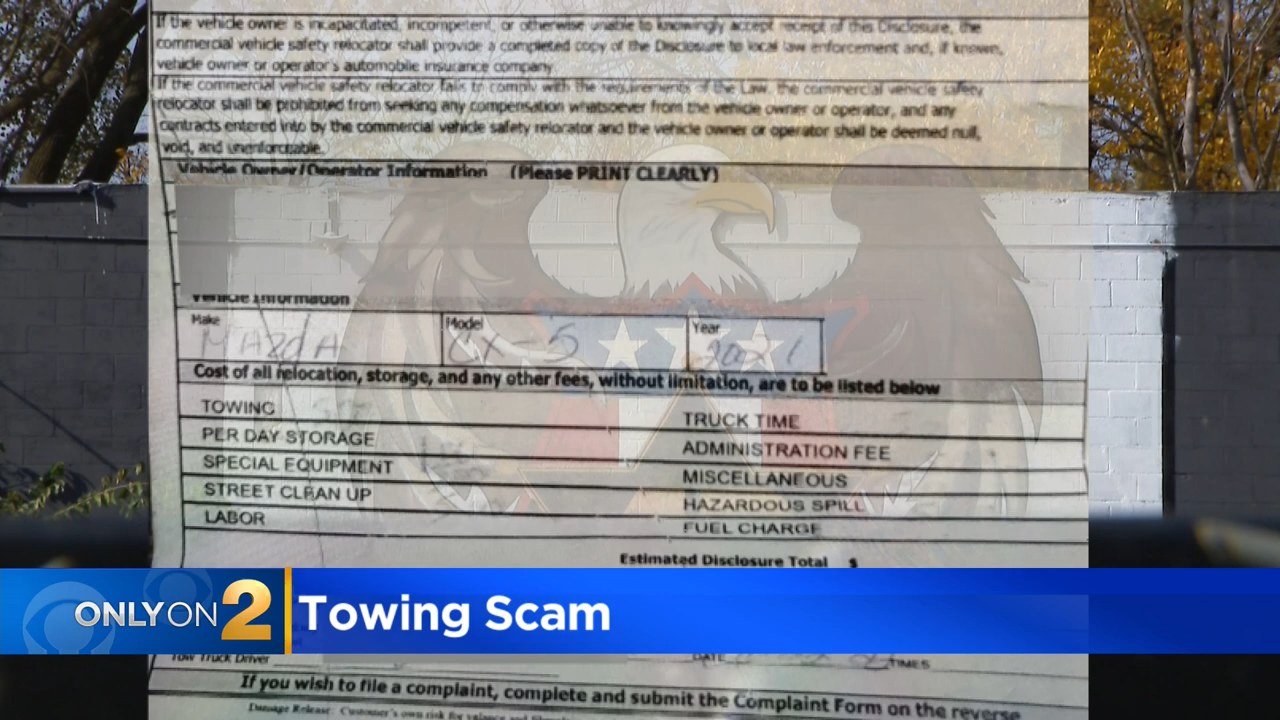 If the vehicle owner is incapacitated, incompetent, or otherwise unable to knowingly accept receipt of this Disclosure, the
commercial vehicle safety relocator shall provide a completed copy of the Disclosure to local law enforcement and, if known,
vehicle owner or operator's automobile insurance company
If the commercial vehicle safety relocator fails to comply with the requirements of the Law, the commercial vehicle safety
relocator shall be prohibited from seeking any compensation whatsoever from the vehicle owner or operator, and any
contracts entered into by the commercial vehicle safety relocator and the vehicle owner or operator shall be deemed null,
void, and unenforceable.
Vehicle Owner/Operator Information (Please PRINT CLEARLY)
Vehicle Information
Make Model Year
MAZdA CX-5 2021
Cost of all relocation, storage, and any other fees, without limitation, are to be listed below
TOWING TRUCK TIME
PER DAY STORAGE ADMINISTRATION FEE
SPECIAL EQUIPMENT MISCELLANEOUS
STREET CLEAN UP HAZARDOUS SPILL
LABOR FUEL CHARGE
Estimated Disclosure Total $
ONLY ON 2 Towing Scam
Tow Truck Driver DATE TIMES
If you wish to file a complaint, complete and submit the Complaint Form on the reverse
Damage Release. Customer's own risk for